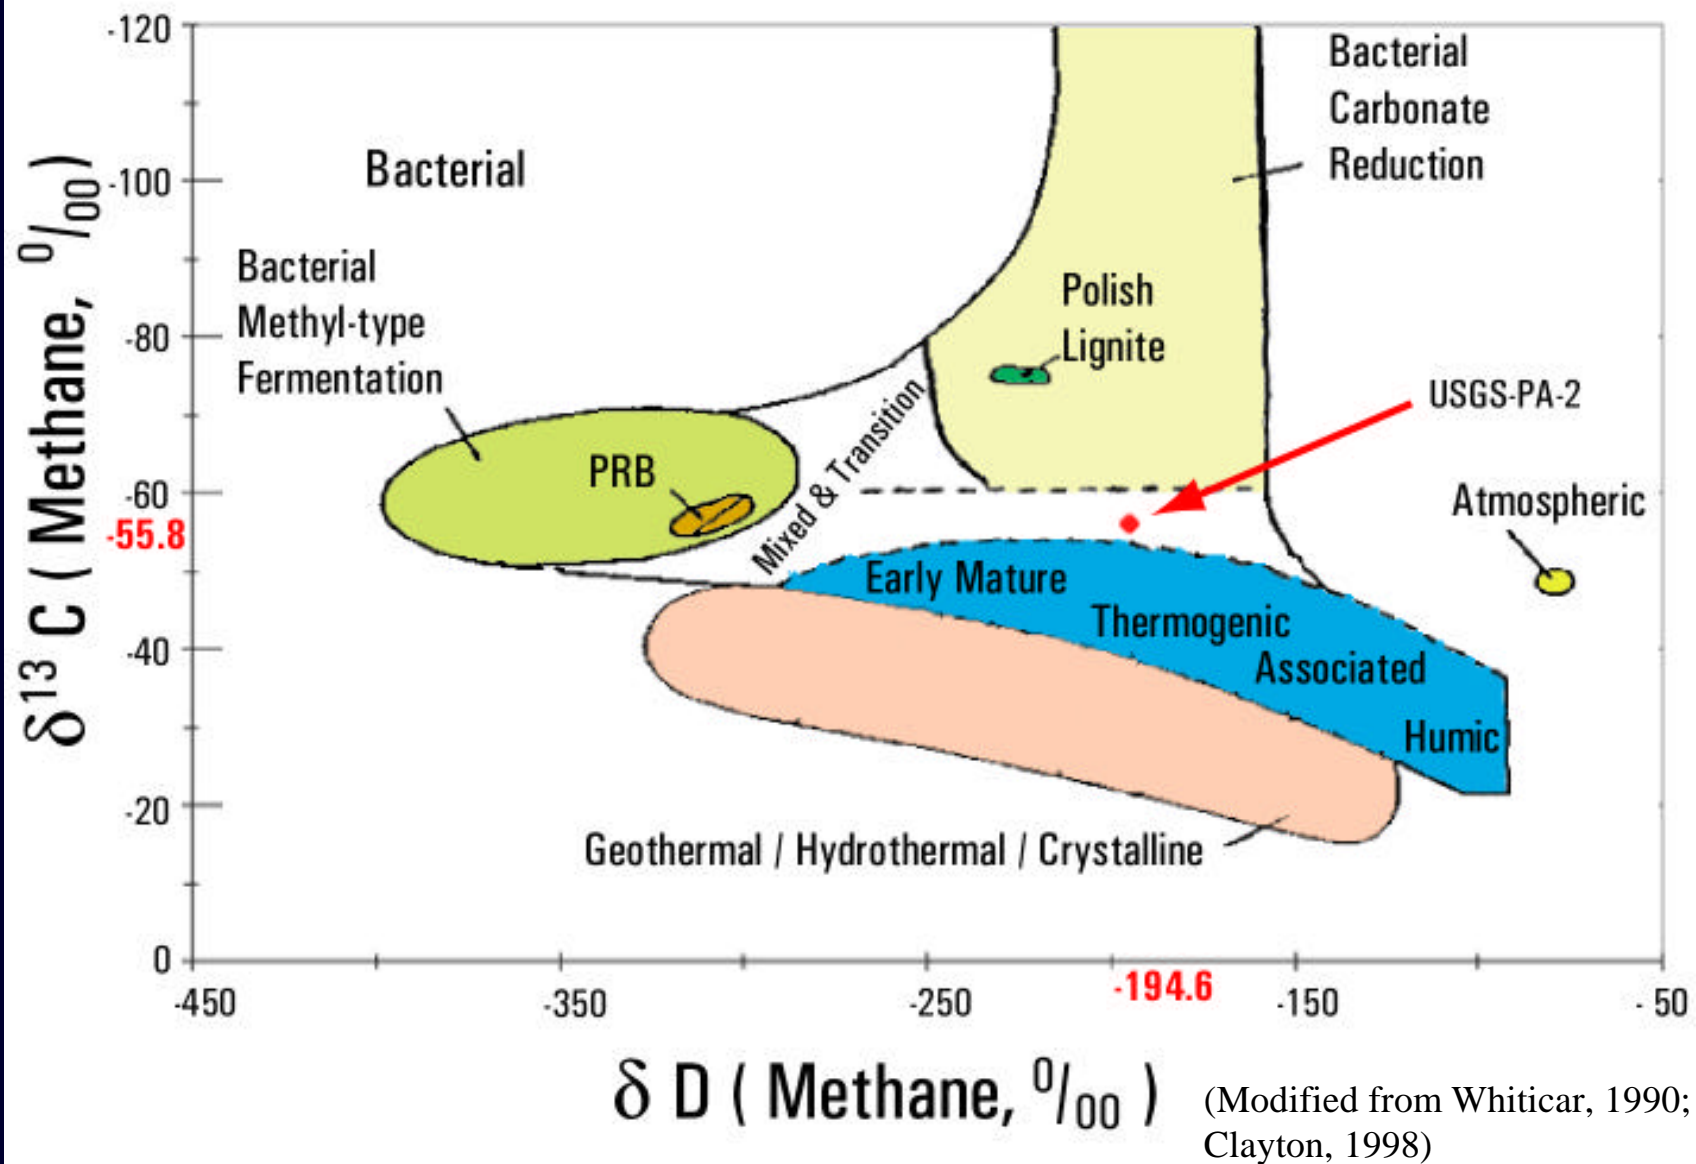 -120
-100
-80
-60
-55.8
-40
-20
0
δ¹³ C ( Methane, ⁰/₀₀)
Bacterial
Bacterial
Carbonate
Reduction
Bacterial
Methyl-type
Fermentation
Polish
Lignite
PRB
Mixed & Transition
USGS-PA-2
Atmospheric
Early Mature
Thermogenic
Associated
Humic
Geothermal / Hydrothermal / Crystalline
-450
-350
-250
-194.6
-150
- 50
δ D ( Methane, ⁰/₀₀ )
(Modified from Whiticar, 1990;
Clayton, 1998)